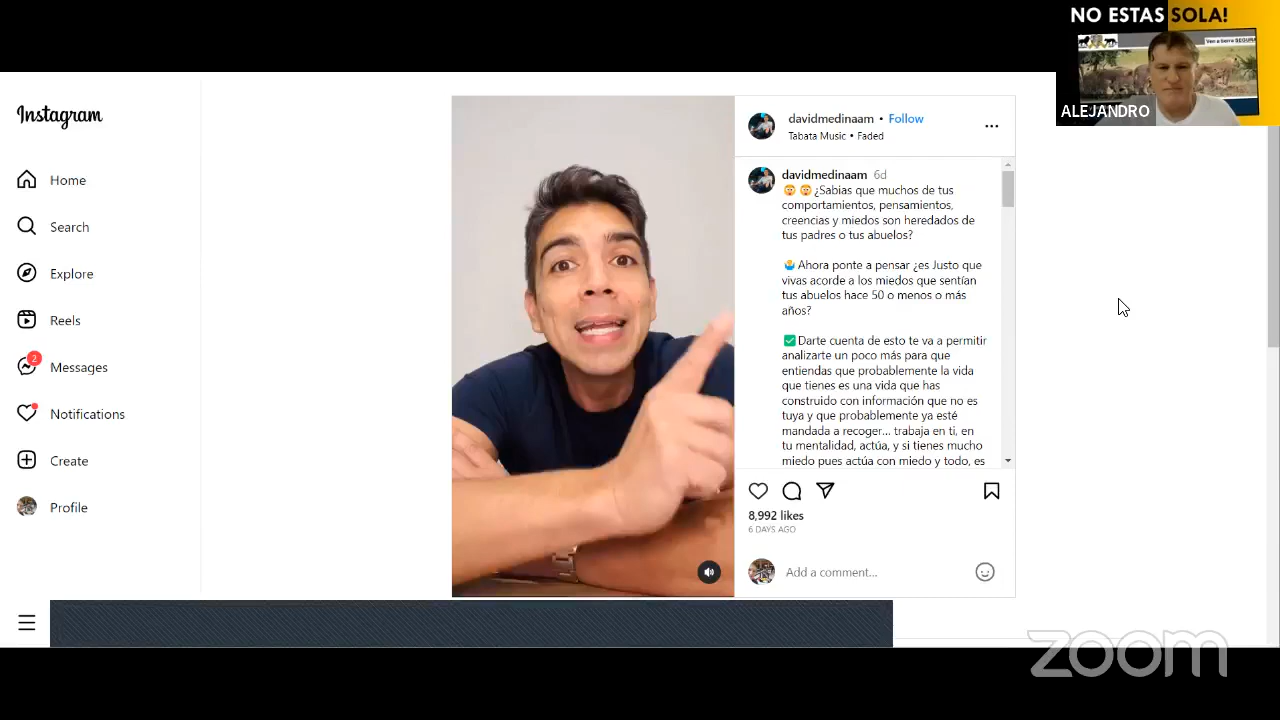 NO ESTAS SOLA!
Ven a tierra SEGURA
ALEJANDRO
Instagram
Home
Search
Explore
Reels
2
Messages
Notifications
Create
Profile
davidmedinaam • Follow
Tabata Music • Faded
davidmedinaam 6d
😳 😳 ¿Sabias que muchos de tus
comportamientos, pensamientos,
creencias y miedos son heredados de
tus padres o tus abuelos?
🤷‍♂️ Ahora ponte a pensar ¿es Justo que
vivas acorde a los miedos que sentían
tus abuelos hace 50 o menos o más
años?
✅ Darte cuenta de esto te va a permitir
analizarte un poco más para que
entiendas que probablemente la vida
que tienes es una vida que has
construido con información que no es
tuya y que probablemente ya esté
mandada a recoger... trabaja en ti, en
tu mentalidad, actúa, y si tienes mucho
miedo pues actúa con miedo y todo, es
8,992 likes
6 DAYS AGO
Add a comment...
zoom